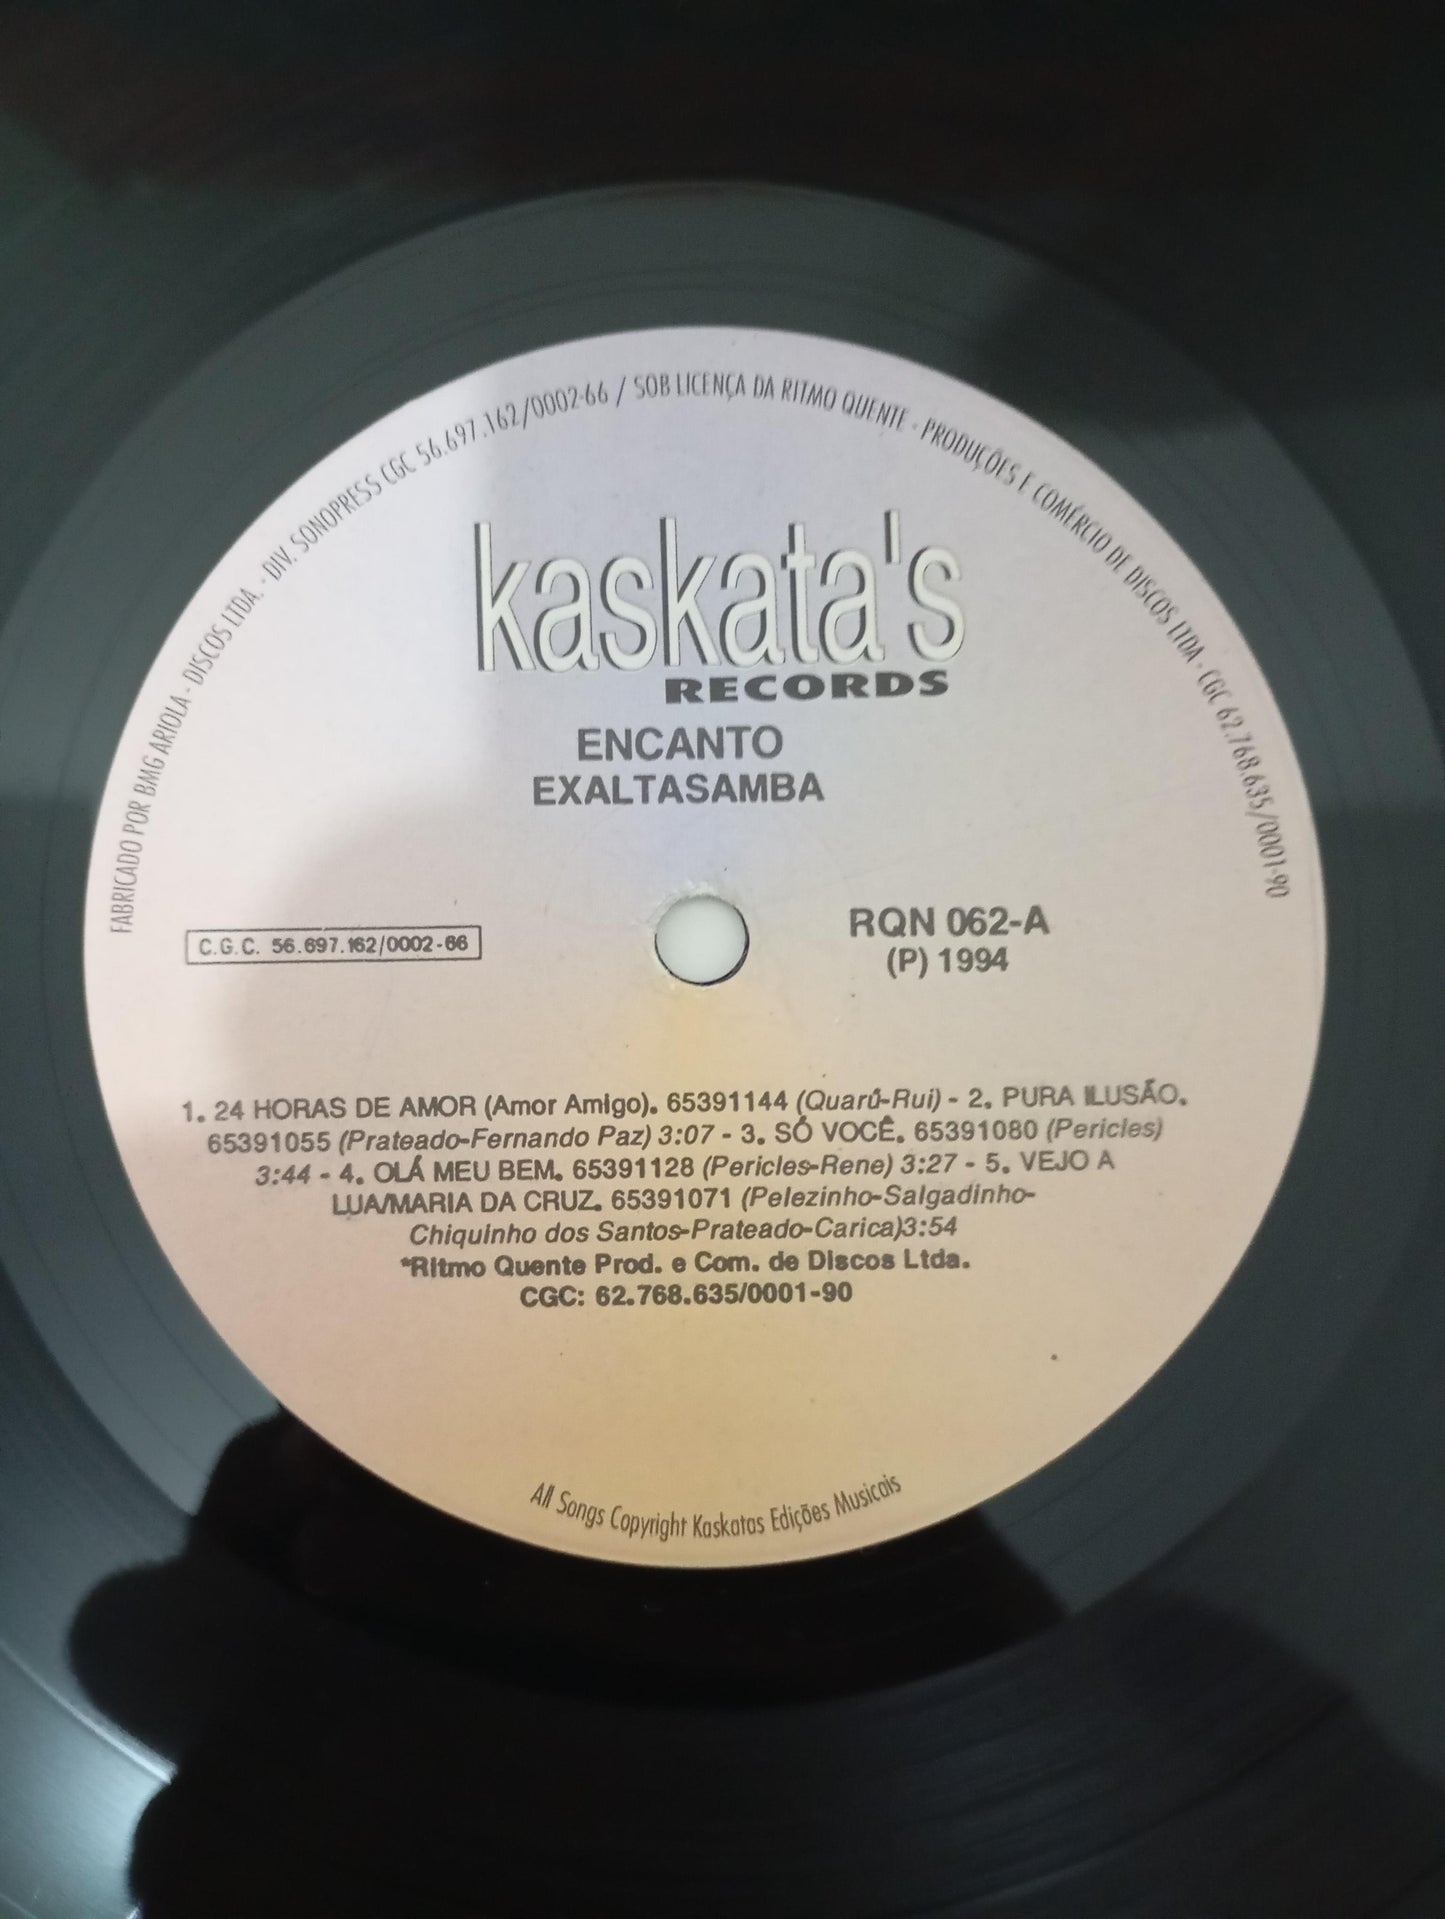 FABRICADO POR BMG ARIOLA - DISCOS LTDA. - DIV. SONOPRESS CGC 56.697.162/0002-66 / SOB LICENÇA DA RITMO QUENTE - PRODUÇÕES E COMÉRCIO DE DISCOS LTDA - CGC 62.768.635/0001-90
kaskata's
RECORDS
ENCANTO
EXALTASAMBA
C.G.C. 56.697.162/0002-66
RQN 062-A
(P) 1994
1. 24 HORAS DE AMOR (Amor Amigo). 65391144 (Quarú-Rui) - 2. PURA ILUSÃO.
65391055 (Prateado-Fernando Paz) 3:07 - 3. SÓ VOCÊ. 65391080 (Pericles)
3:44 - 4. OLÁ MEU BEM. 65391128 (Pericles-Rene) 3:27 - 5. VEJO A
LUA/MARIA DA CRUZ. 65391071 (Pelezinho-Salgadinho-
Chiquinho dos Santos-Prateado-Carica)3:54
*Ritmo Quente Prod. e Com. de Discos Ltda.
CGC: 62.768.635/0001-90
All Songs Copyright Kaskatas Edições Musicais